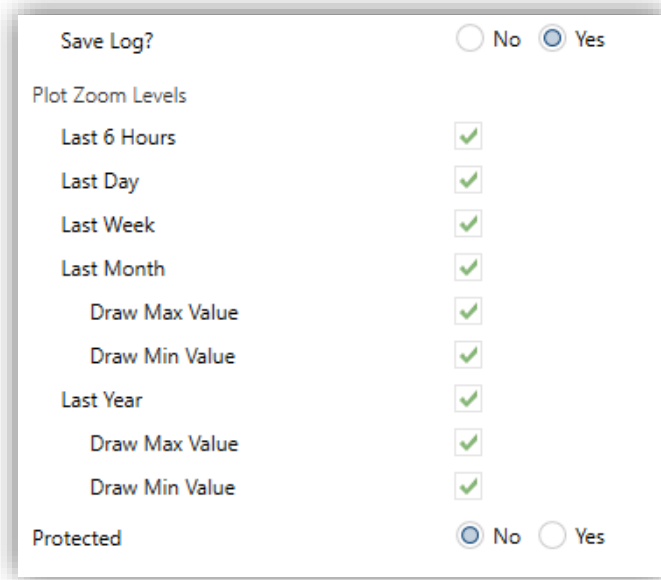 Save Log? No Yes
Plot Zoom Levels
Last 6 Hours
Last Day
Last Week
Last Month
Draw Max Value
Draw Min Value
Last Year
Draw Max Value
Draw Min Value
Protected No Yes